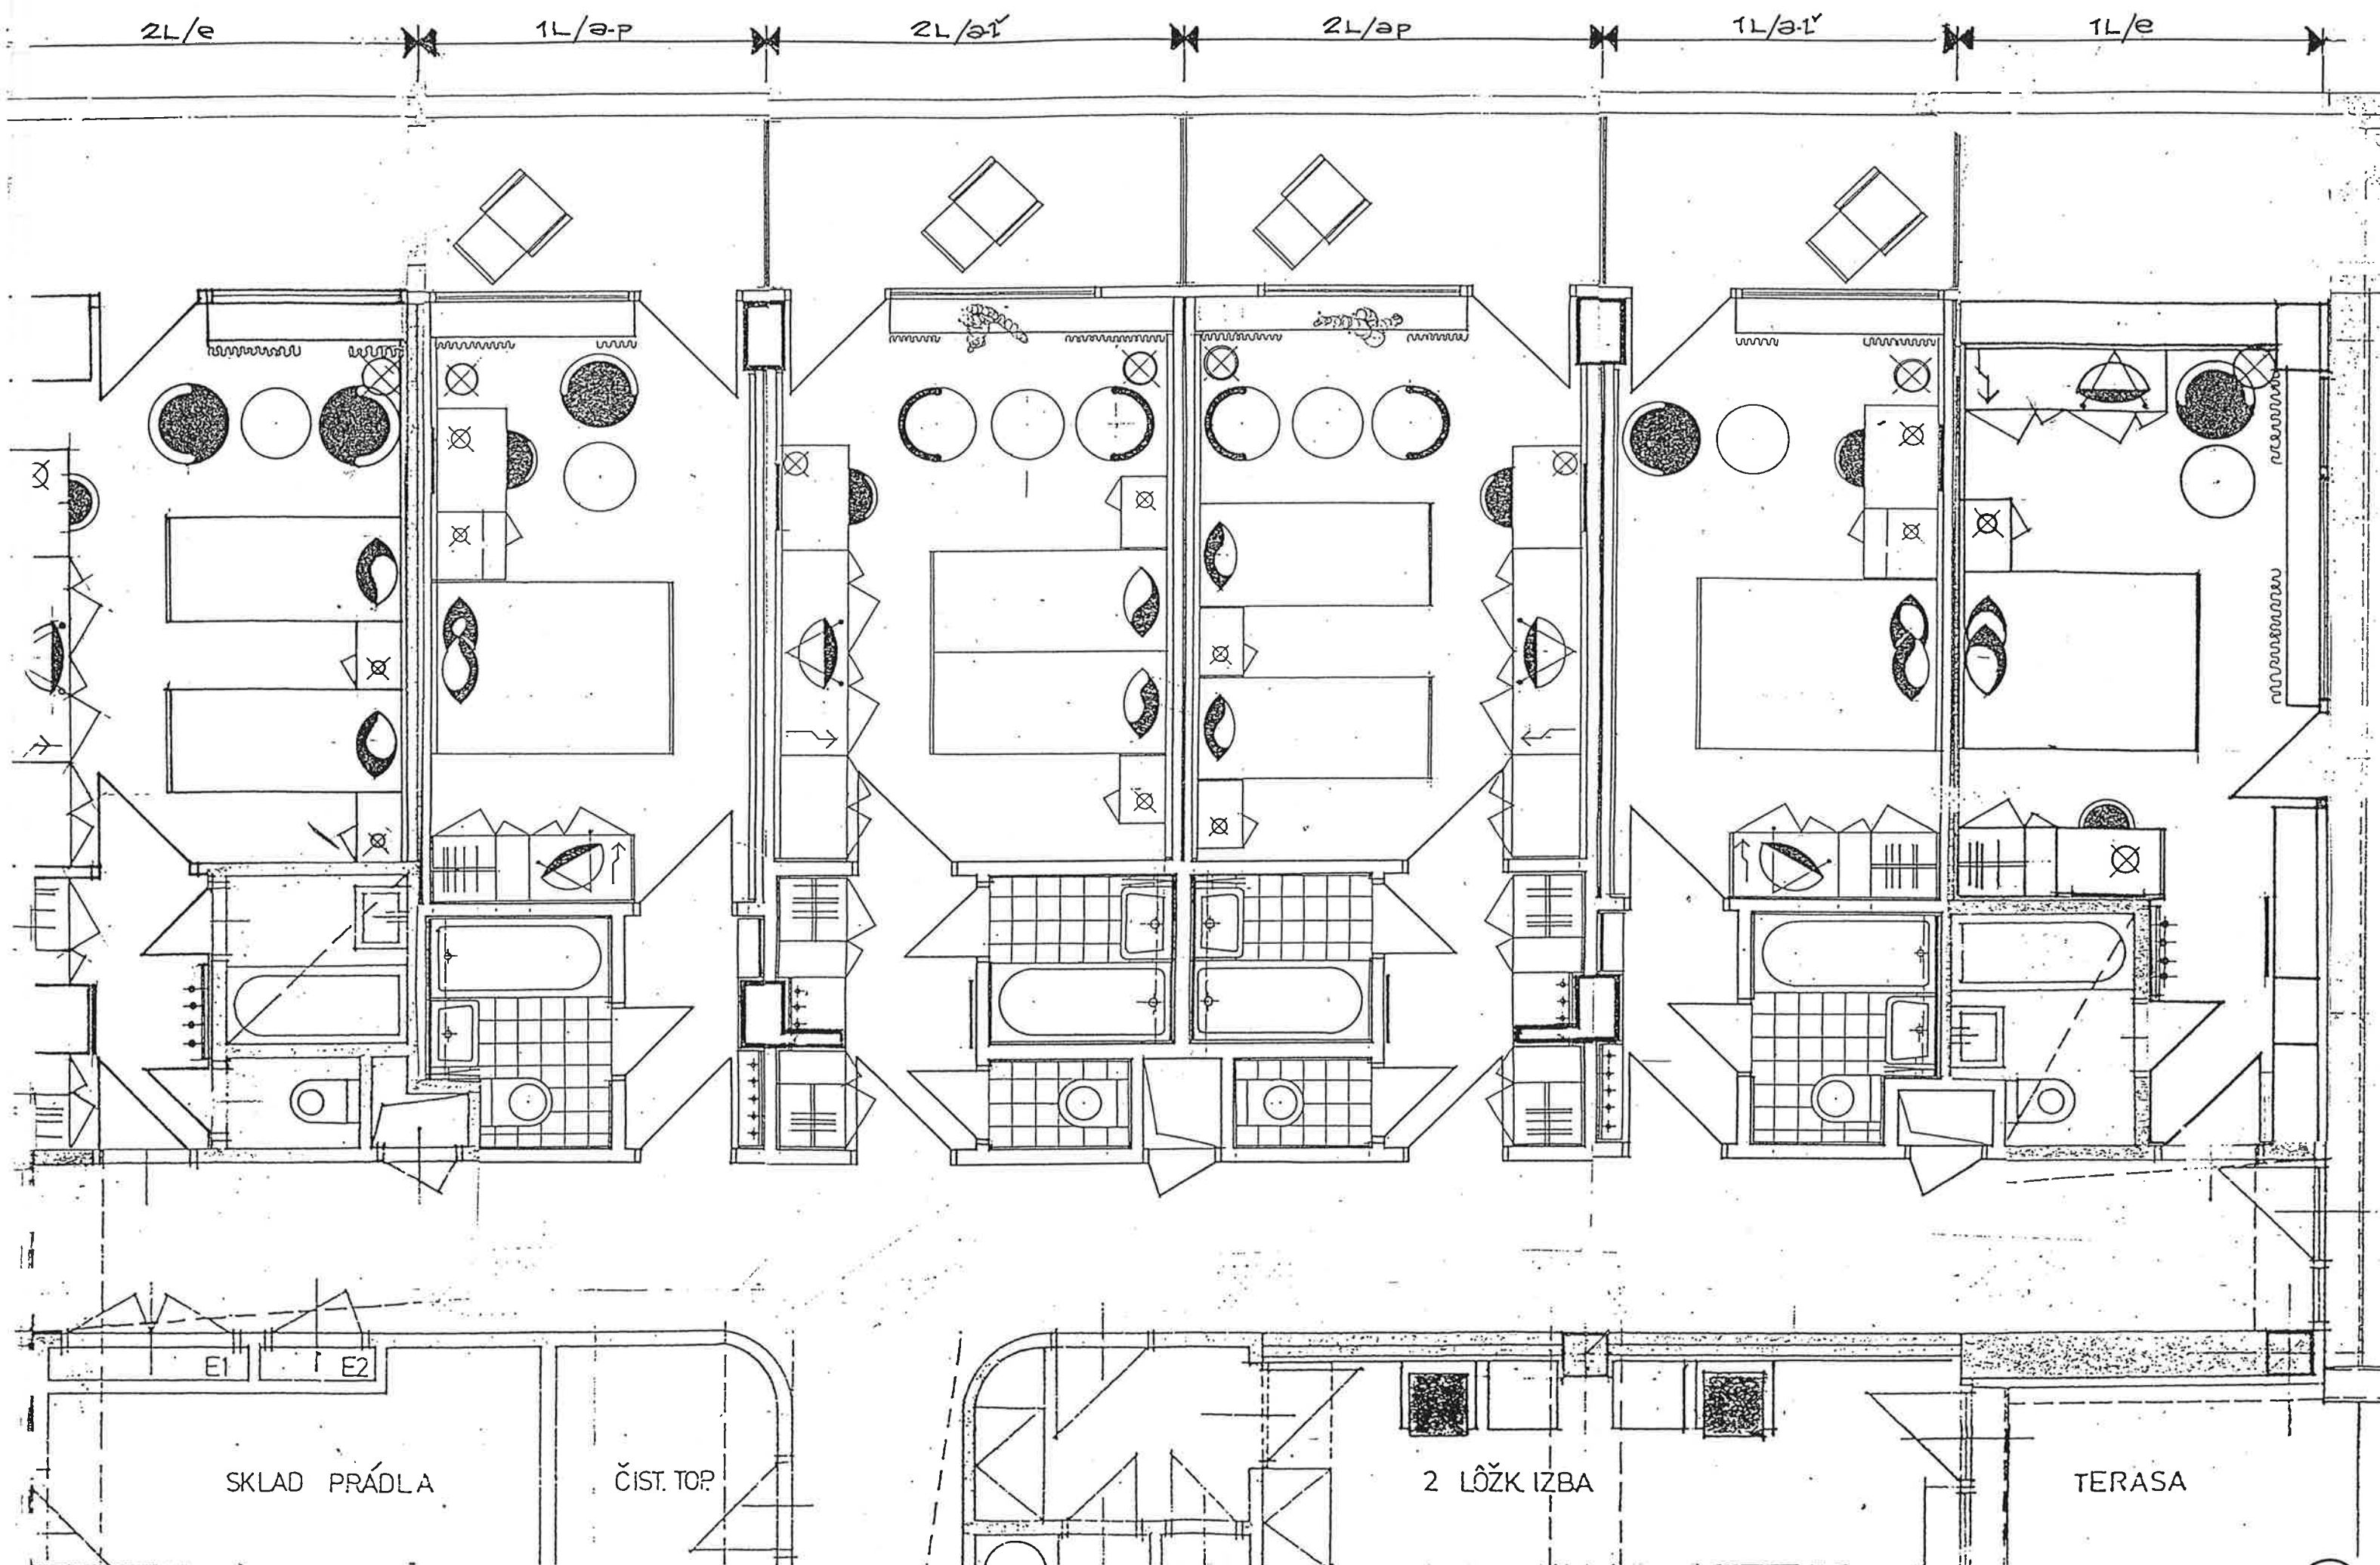 2L/e 1L/a-p 2L/a-ľ 2L/ap 1L/a-ľ 1L/e
E1 E2
SKLAD PRÁDLA ČIST. TOP. 2 LÔŽK. IZBA TERASA